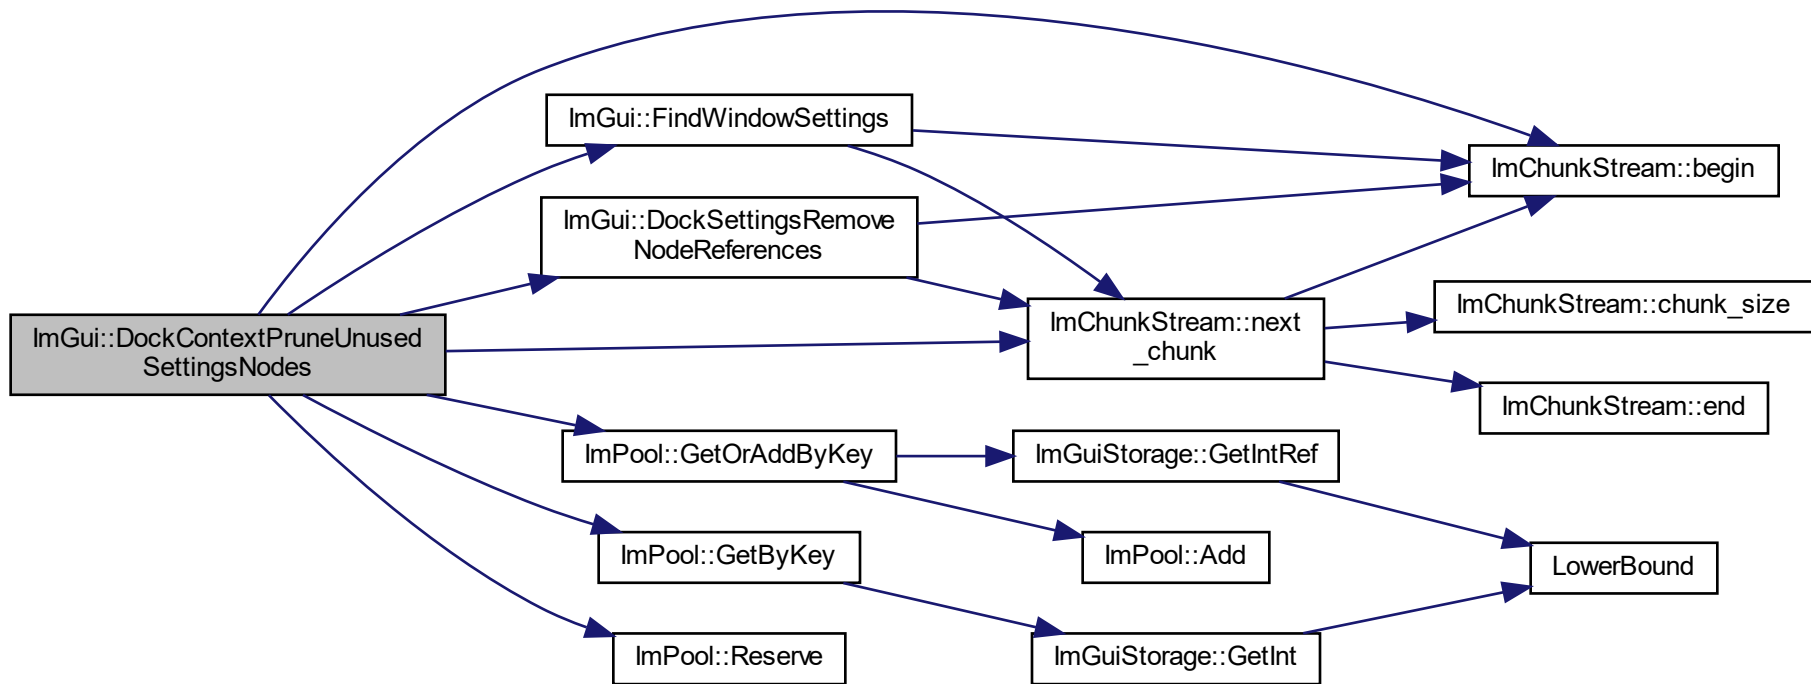 ImGui::FindWindowSettings
ImChunkStream::begin
ImGui::DockSettingsRemove
NodeReferences
ImChunkStream::chunk_size
ImChunkStream::next
_chunk
ImGui::DockContextPruneUnused
SettingsNodes
ImChunkStream::end
ImPool::GetOrAddByKey
ImGuiStorage::GetIntRef
ImPool::GetByKey
ImPool::Add
LowerBound
ImPool::Reserve
ImGuiStorage::GetInt